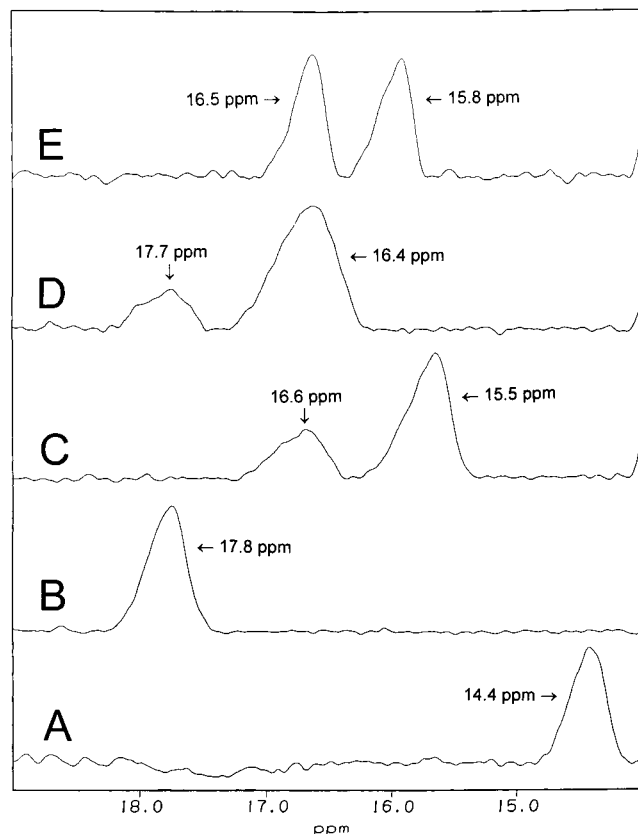 16.5 ppm →
← 15.8 ppm
E
17.7 ppm
↓
← 16.4 ppm
D
16.6 ppm
↓
← 15.5 ppm
C
← 17.8 ppm
B
14.4 ppm →
A
18.0 17.0 16.0 15.0
ppm